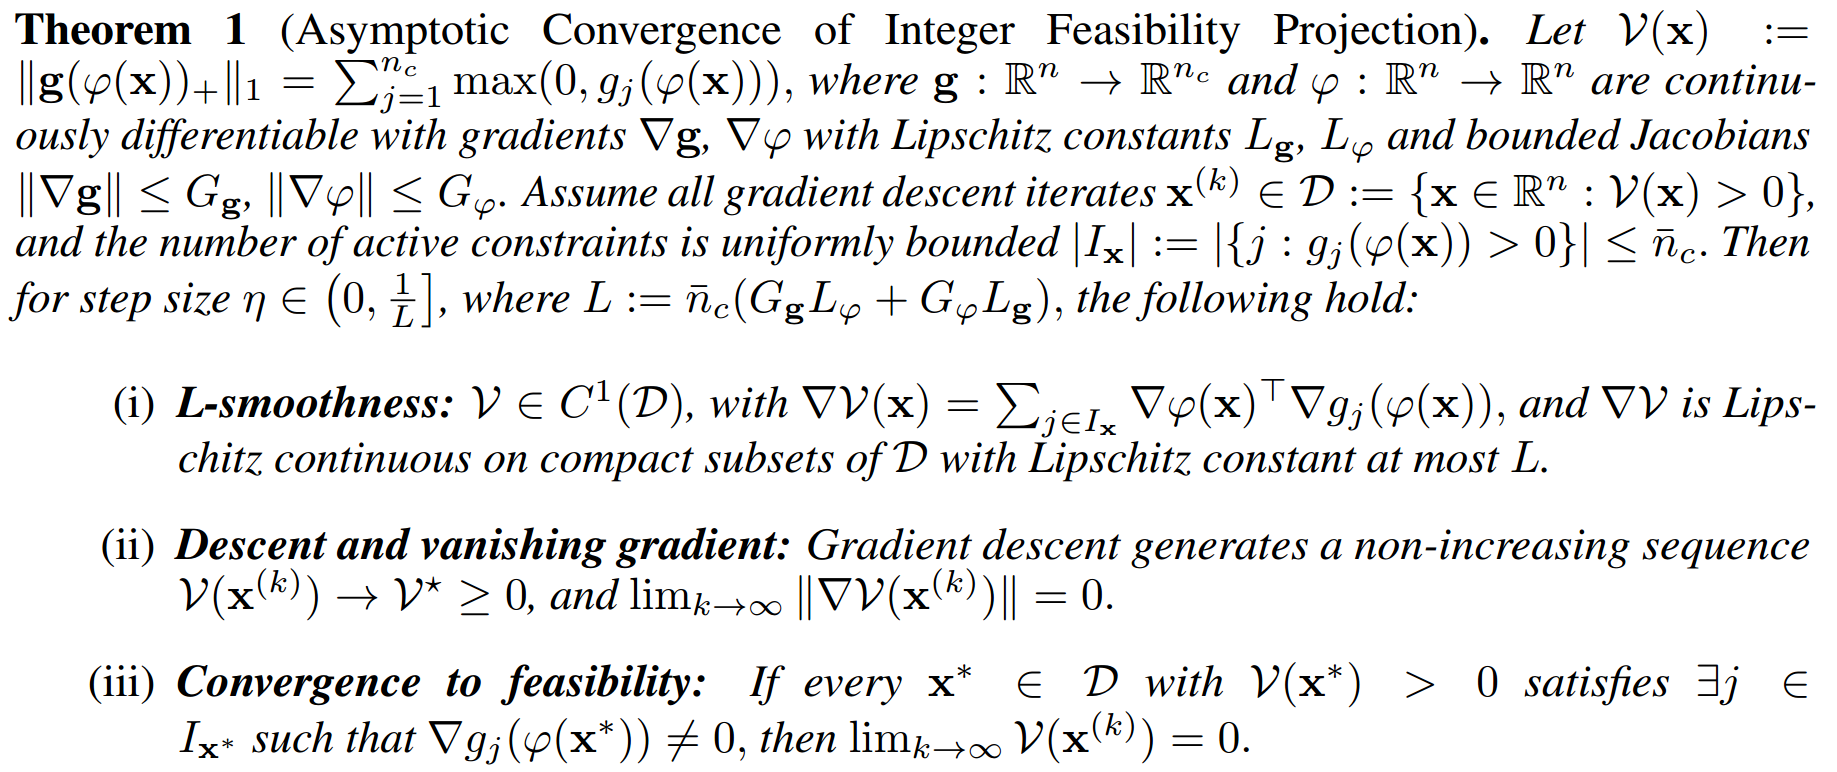 Theorem 1 (Asymptotic Convergence of Integer Feasibility Projection). Let 𝒱(x) :=
‖g(φ(x))₊‖₁ = ∑_{j=1}^{n_c} max(0, g_j(φ(x))), where g : ℝⁿ → ℝ^{n_c} and φ : ℝⁿ → ℝⁿ are continu-
ously differentiable with gradients ∇g, ∇φ with Lipschitz constants L_g, L_φ and bounded Jacobians
‖∇g‖ ≤ G_g, ‖∇φ‖ ≤ G_φ. Assume all gradient descent iterates x^{(k)} ∈ 𝒟 := {x ∈ ℝⁿ : 𝒱(x) > 0},
and the number of active constraints is uniformly bounded |I_x| := |{j : g_j(φ(x)) > 0}| ≤ n̄_c. Then
for step size η ∈ (0, 1/L], where L := n̄_c(G_g L_φ + G_φ L_g), the following hold:
(i) L-smoothness: 𝒱 ∈ C¹(𝒟), with ∇𝒱(x) = ∑_{j∈I_x} ∇φ(x)^⊤∇g_j(φ(x)), and ∇𝒱 is Lips-
chitz continuous on compact subsets of 𝒟 with Lipschitz constant at most L.
(ii) Descent and vanishing gradient: Gradient descent generates a non-increasing sequence
𝒱(x^{(k)}) → 𝒱^⋆ ≥ 0, and lim_{k→∞} ‖∇𝒱(x^{(k)})‖ = 0.
(iii) Convergence to feasibility: If every x^* ∈ 𝒟 with 𝒱(x^*) > 0 satisfies ∃j ∈
I_{x^*} such that ∇g_j(φ(x^*)) ≠ 0, then lim_{k→∞} 𝒱(x^{(k)}) = 0.